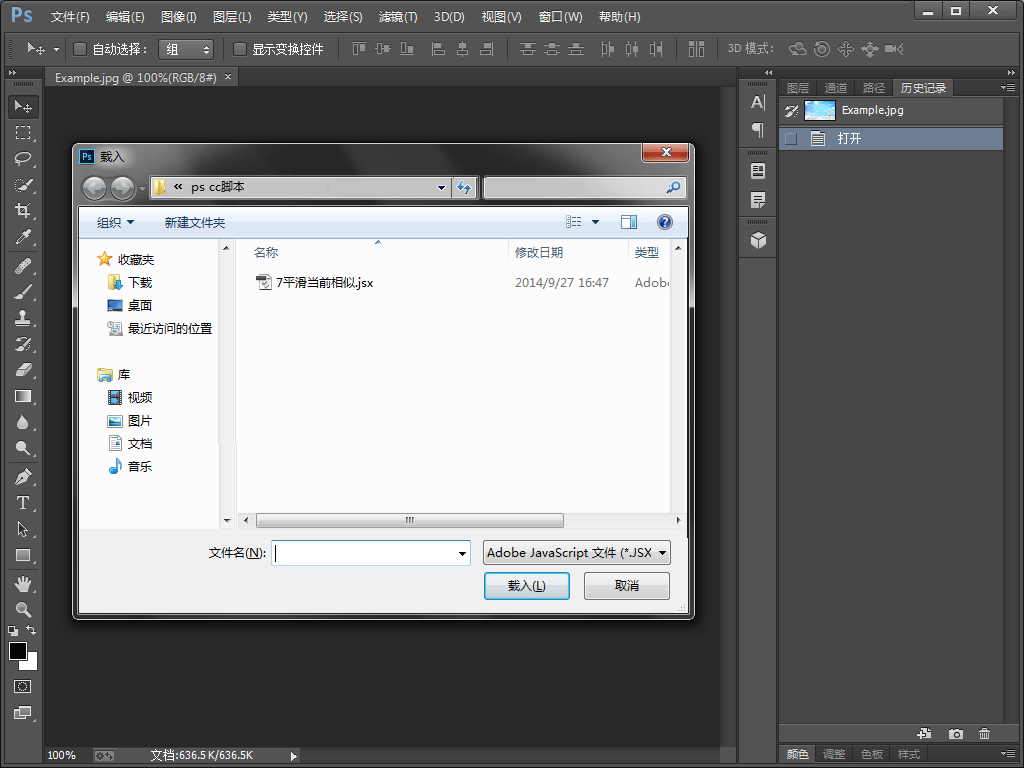 Ps 文件(F) 编辑(E) 图像(I) 图层(L) 类型(Y) 选择(S) 滤镜(T) 3D(D) 视图(V) 窗口(W) 帮助(H)
自动选择： 组 显示变换控件 3D 模式：
Example.jpg @ 100%(RGB/8#) ×
图层 通道 路径 历史记录
Example.jpg
打开
Ps 载入
« ps cc脚本
组织 新建文件夹
名称 修改日期 类型
7平滑当前相似.jsx 2014/9/27 16:47 Adobe
收藏夹
下载
桌面
最近访问的位置
库
视频
图片
文档
音乐
文件名(N): Adobe JavaScript 文件 (*.JSX
载入(L) 取消
100% 文档:636.5 K/636.5K
颜色 调整 色板 样式